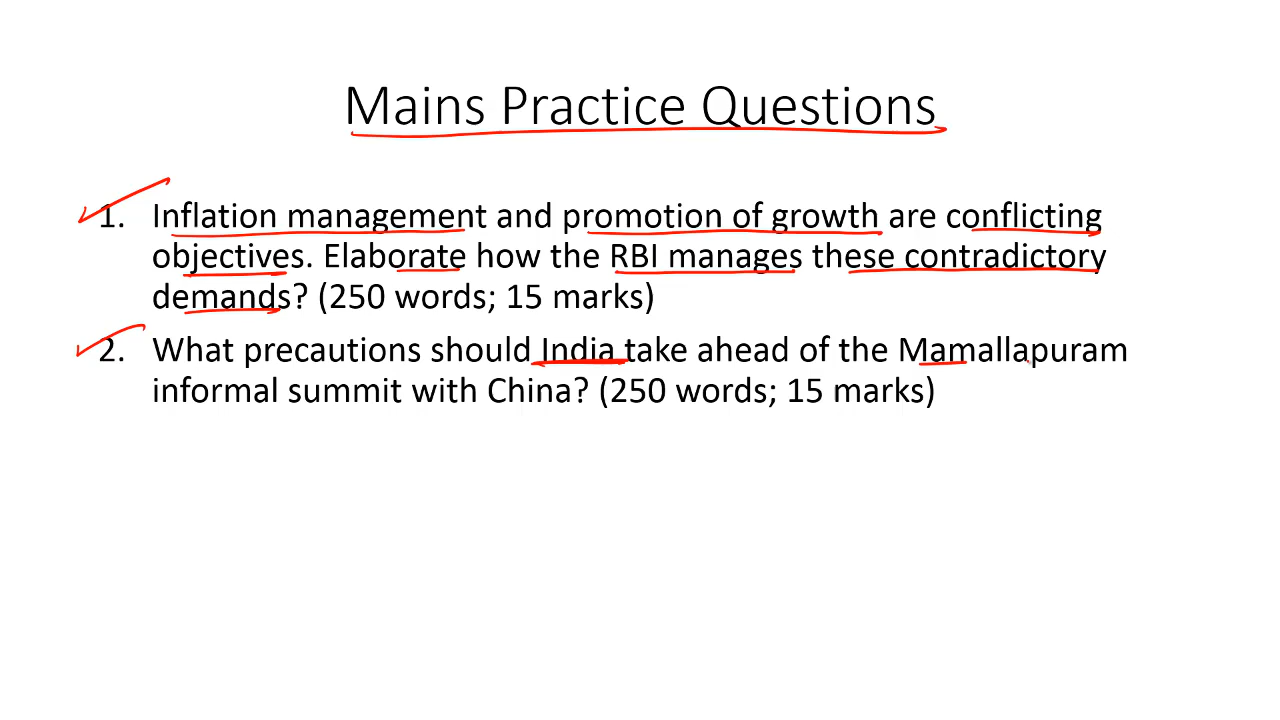 Mains Practice Questions
1. Inflation management and promotion of growth are conflicting
objectives. Elaborate how the RBI manages these contradictory
demands? (250 words; 15 marks)
2. What precautions should India take ahead of the Mamallapuram
informal summit with China? (250 words; 15 marks)